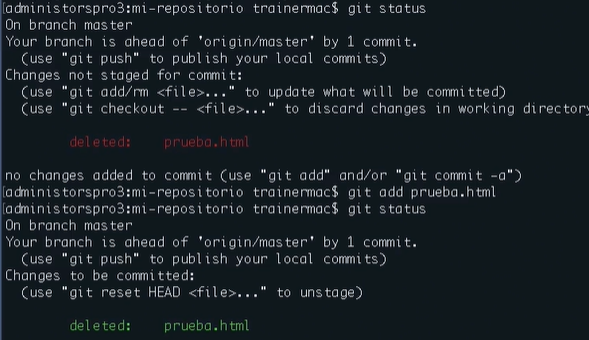 [administorspro3:mi-repositorio trainermac$ git status
On branch master
Your branch is ahead of 'origin/master' by 1 commit.
  (use "git push" to publish your local commits)
Changes not staged for commit:
  (use "git add/rm <file>..." to update what will be committed)
  (use "git checkout -- <file>..." to discard changes in working directory
        deleted:    prueba.html
no changes added to commit (use "git add" and/or "git commit -a")
[administorspro3:mi-repositorio trainermac$ git add prueba.html
[administorspro3:mi-repositorio trainermac$ git status
On branch master
Your branch is ahead of 'origin/master' by 1 commit.
  (use "git push" to publish your local commits)
Changes to be committed:
  (use "git reset HEAD <file>..." to unstage)
        deleted:    prueba.html